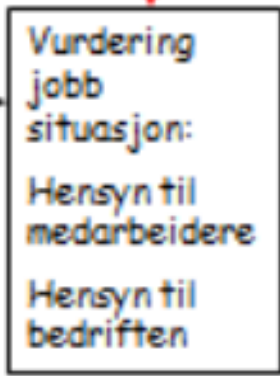 Vurdering
jobb
situasjon:
Hensyn til
medarbeidere
Hensyn til
bedriften